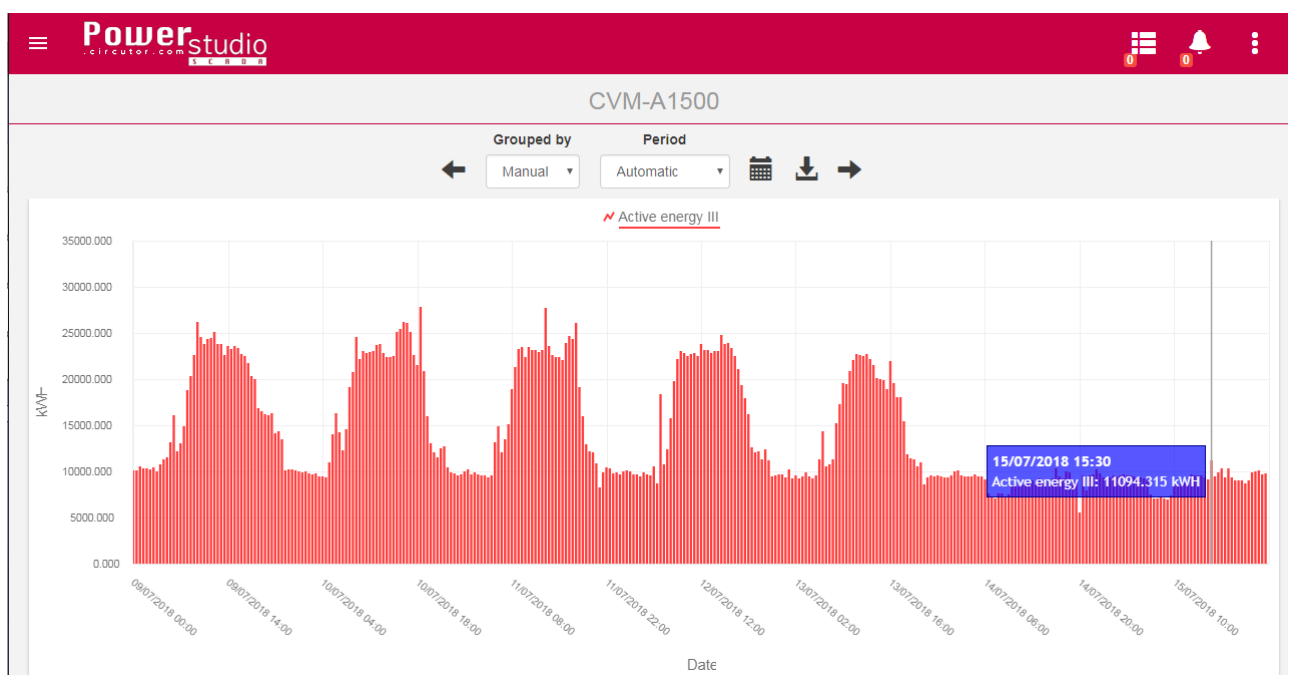 Power
studio
.circutor.com
SCADA
0
0
CVM-A1500
Grouped by Period
Manual Automatic
Active energy III
35000.000
30000.000
25000.000
20000.000
15000.000
10000.000
5000.000
0.000
kWH
15/07/2018 15:30
Active energy III: 11094.315 kWH
09/07/2018 00:00
09/07/2018 14:00
10/07/2018 04:00
10/07/2018 18:00
11/07/2018 08:00
11/07/2018 22:00
12/07/2018 12:00
13/07/2018 02:00
13/07/2018 16:00
14/07/2018 06:00
14/07/2018 20:00
15/07/2018 10:00
Date